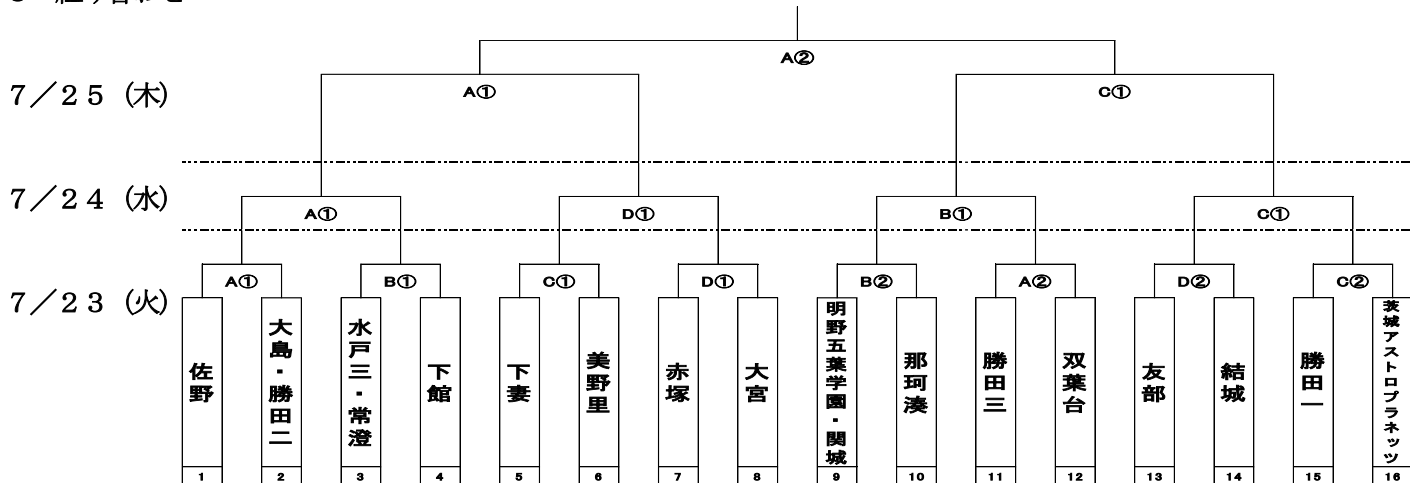 A②
7／25 (木)
A①
C①
7／24 (水)
A①
D①
B①
C①
A①
B①
C①
D①
B②
A②
D②
C②
7／23 (火)
佐野
大島・勝田二
水戸三・常澄
下館
下妻
美野里
赤塚
大宮
明野五葉学園・関城
那珂湊
勝田三
双葉台
友部
結城
勝田一
茨城アストロプラネッツ
1
2
3
4
5
6
7
8
9
10
11
12
13
14
15
16